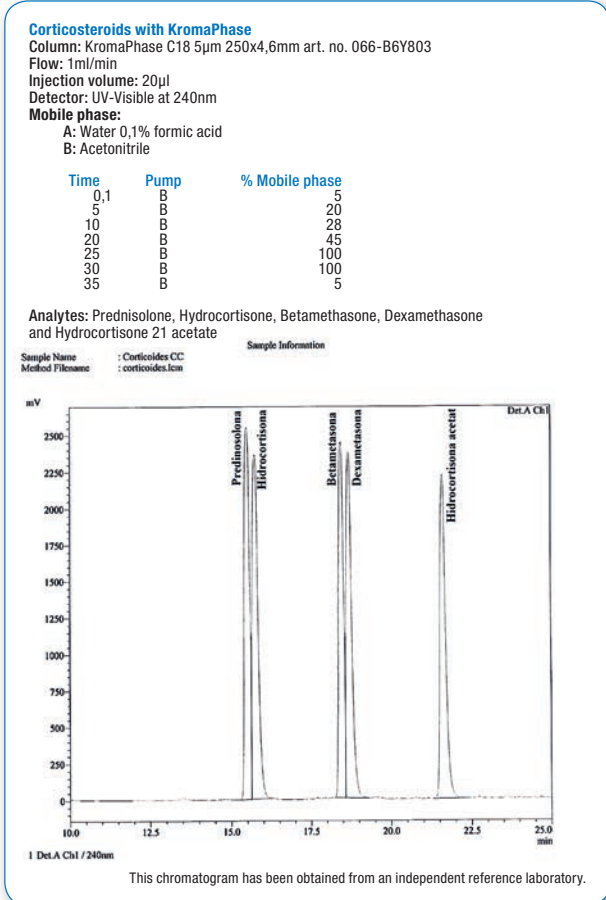 Corticosteroids with KromaPhase
Column: KromaPhase C18 5µm 250x4,6mm art. no. 066-B6Y803
Flow: 1ml/min
Injection volume: 20µl
Detector: UV-Visible at 240nm
Mobile phase:
A: Water 0,1% formic acid
B: Acetonitrile
Time Pump % Mobile phase
0,1 B 5
5 B 20
10 B 28
20 B 45
25 B 100
30 B 100
35 B 5
Analytes: Prednisolone, Hydrocortisone, Betamethasone, Dexamethasone
and Hydrocortisone 21 acetate
Sample Information
Sample Name : Corticoides CC
Method Filename : corticoides.lcm
mV
Det.A Ch1
Predinosolona
Hidrocortisona
Betametasona
Dexametasona
Hidrocortisona acetat
2500
2250
2000
1750
1500
1250
1000
750
500
250
0
10.0 12.5 15.0 17.5 20.0 22.5 25.0
min
1 Det.A Ch1 / 240nm
This chromatogram has been obtained from an independent reference laboratory.